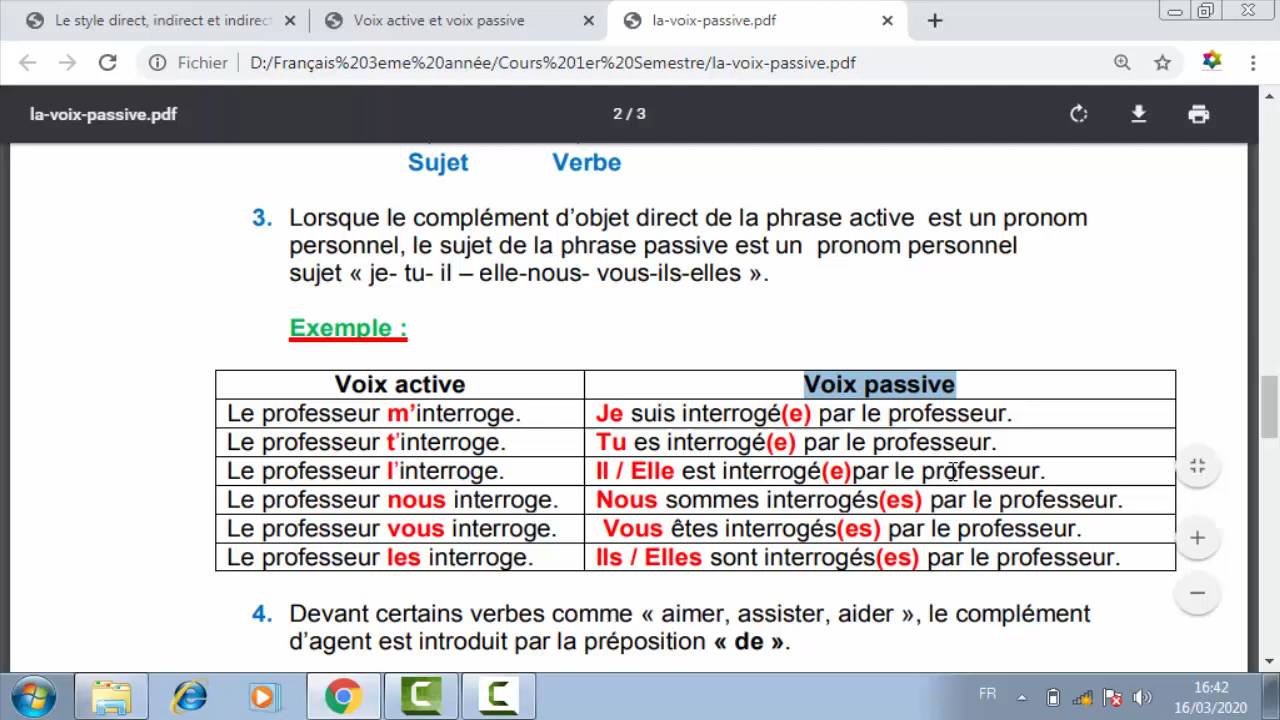 Le style direct, indirect et indirect
Voix active et voix passive
la-voix-passive.pdf
Fichier D:/Français%203eme%20année/Cours%201er%20Semestre/la-voix-passive.pdf
la-voix-passive.pdf 2 / 3
Sujet Verbe
3. Lorsque le complément d'objet direct de la phrase active est un pronom
personnel, le sujet de la phrase passive est un pronom personnel
sujet « je- tu- il – elle-nous- vous-ils-elles ».
Exemple :
Voix active Voix passive
Le professeur m'interroge. Je suis interrogé(e) par le professeur.
Le professeur t'interroge. Tu es interrogé(e) par le professeur.
Le professeur l'interroge. Il / Elle est interrogé(e)par le professeur.
Le professeur nous interroge. Nous sommes interrogés(es) par le professeur.
Le professeur vous interroge. Vous êtes interrogés(es) par le professeur.
Le professeur les interroge. Ils / Elles sont interrogés(es) par le professeur.
4. Devant certains verbes comme « aimer, assister, aider », le complément
d'agent est introduit par la préposition « de ».
FR 16:42
16/03/2020